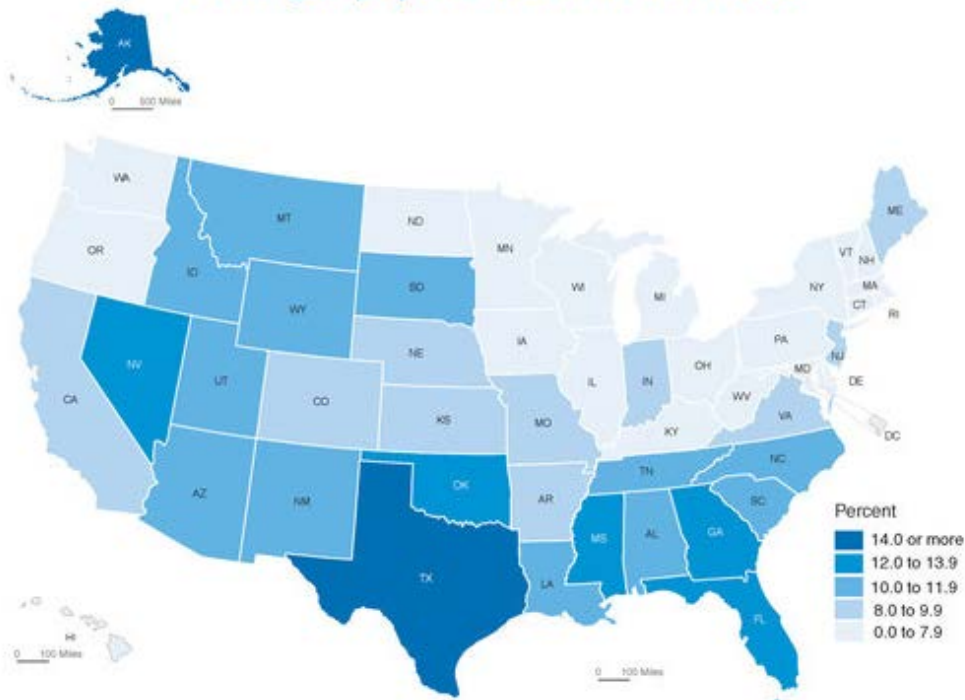 AK
0 500 Miles
WA
MT
ND
MN
ME
OR
ID
SD
WI
MI
VT
NH
NY
MA
CT
RI
WY
IA
PA
NJ
NV
NE
IL
IN
OH
MD
DE
UT
CO
WV
VA
CA
KS
MO
KY
DC
AZ
NM
OK
AR
TN
NC
SC
MS
AL
GA
TX
LA
FL
Percent
14.0 or more
12.0 to 13.9
10.0 to 11.9
8.0 to 9.9
0.0 to 7.9
HI
0 100 Miles
0 100 Miles